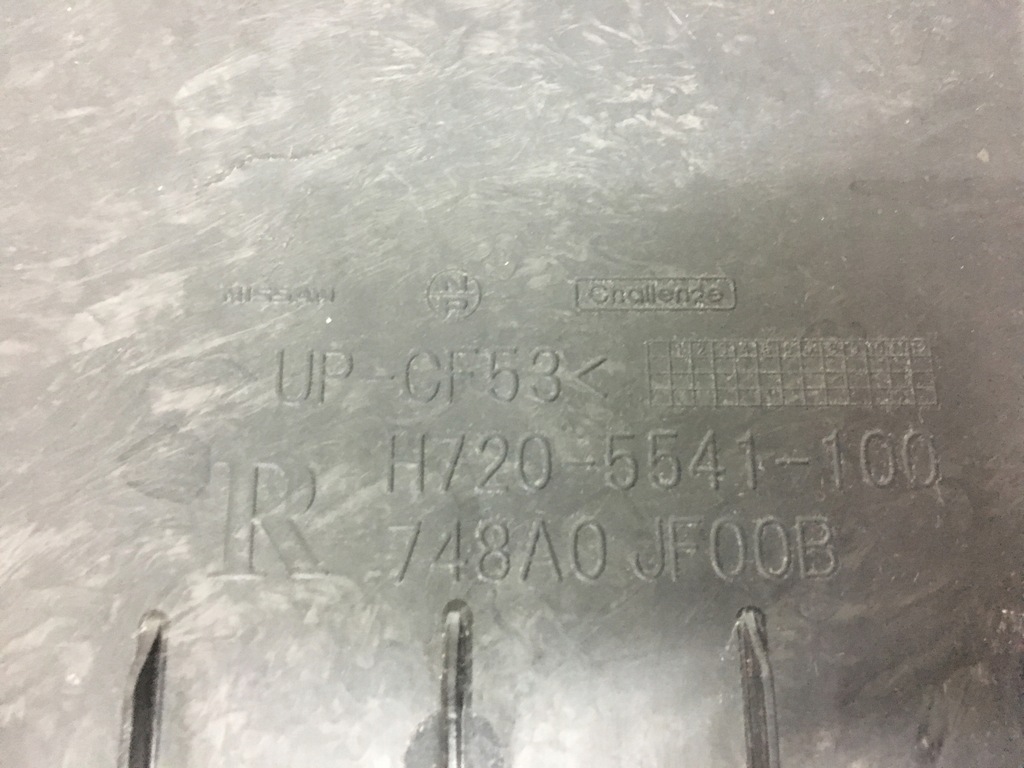 NISSAN Challenge
UP-CF53<
H720-5541-100
R 748A0 JF00B